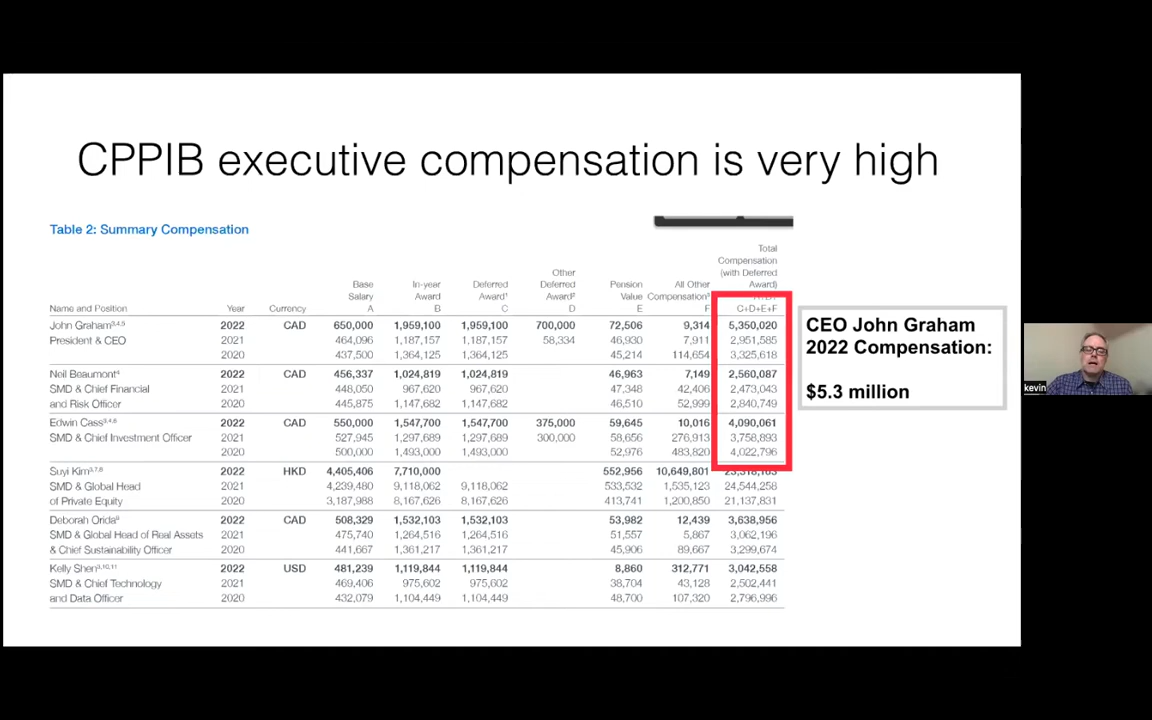 CPPIB executive compensation is very high
Table 2: Summary Compensation
Total
Compensation
Other (with Deferred
Base In-year Deferred Deferred Pension All Other Award)
Salary Award Award¹ Award² Value Compensation³
Name and Position Year Currency A B C D E F C+D+E+F
John Graham³,⁴,⁵ 2022 CAD 650,000 1,959,100 1,959,100 700,000 72,506 9,314 5,350,020
President & CEO 2021 464,096 1,187,157 1,187,157 58,334 46,930 7,911 2,951,585
2020 437,500 1,364,125 1,364,125 45,214 114,654 3,325,618
Neil Beaumont⁴ 2022 CAD 456,337 1,024,819 1,024,819 46,963 7,149 2,560,087
SMD & Chief Financial 2021 448,050 967,620 967,620 47,348 42,406 2,473,043
and Risk Officer 2020 445,875 1,147,682 1,147,682 46,510 52,999 2,840,749
Edwin Cass 2022 CAD 550,000 1,547,700 1,547,700 375,000 59,645 10,016 4,090,061
SMD & Chief Investment Officer 2021 527,945 1,297,689 1,297,689 300,000 58,656 276,913 3,758,893
2020 500,000 1,493,000 1,493,000 52,976 483,820 4,022,796
Suyi Kim 2022 HKD 4,405,406 7,710,000 552,956 10,649,801
SMD & Global Head 2021 4,239,480 9,118,062 9,118,062 533,532 1,535,123 24,544,258
of Private Equity 2020 3,187,988 8,167,626 8,167,626 413,741 1,200,850 21,137,831
Deborah Orida 2022 CAD 508,329 1,532,103 1,532,103 53,982 12,439 3,638,956
SMD & Global Head of Real Assets 2021 475,740 1,264,516 1,264,516 51,557 5,867 3,062,196
& Chief Sustainability Officer 2020 441,667 1,361,217 1,361,217 45,906 89,667 3,299,674
Kelly Shen 2022 USD 481,239 1,119,844 1,119,844 8,860 312,771 3,042,558
SMD & Chief Technology 2021 469,406 975,602 975,602 38,704 43,128 2,502,441
and Data Officer 2020 432,079 1,104,449 1,104,449 48,700 107,320 2,796,996
CEO John Graham
2022 Compensation:
$5.3 million
kevin